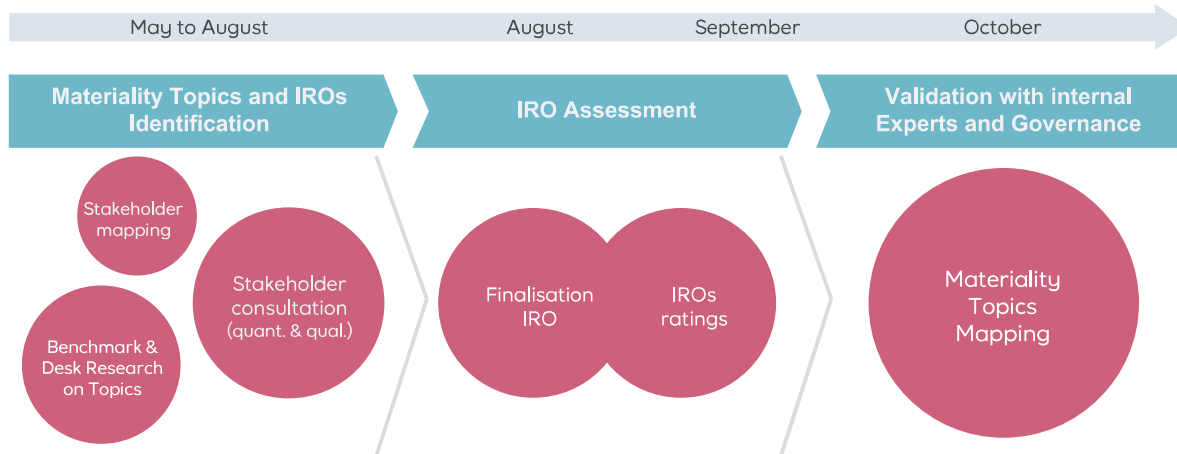 May to August
August
September
October
Materiality Topics and IROs
Identification
IRO Assessment
Validation with internal
Experts and Governance
Stakeholder
mapping
Stakeholder
consultation
(quant. & qual.)
Benchmark &
Desk Research
on Topics
Finalisation
IRO
IROs
ratings
Materiality
Topics
Mapping